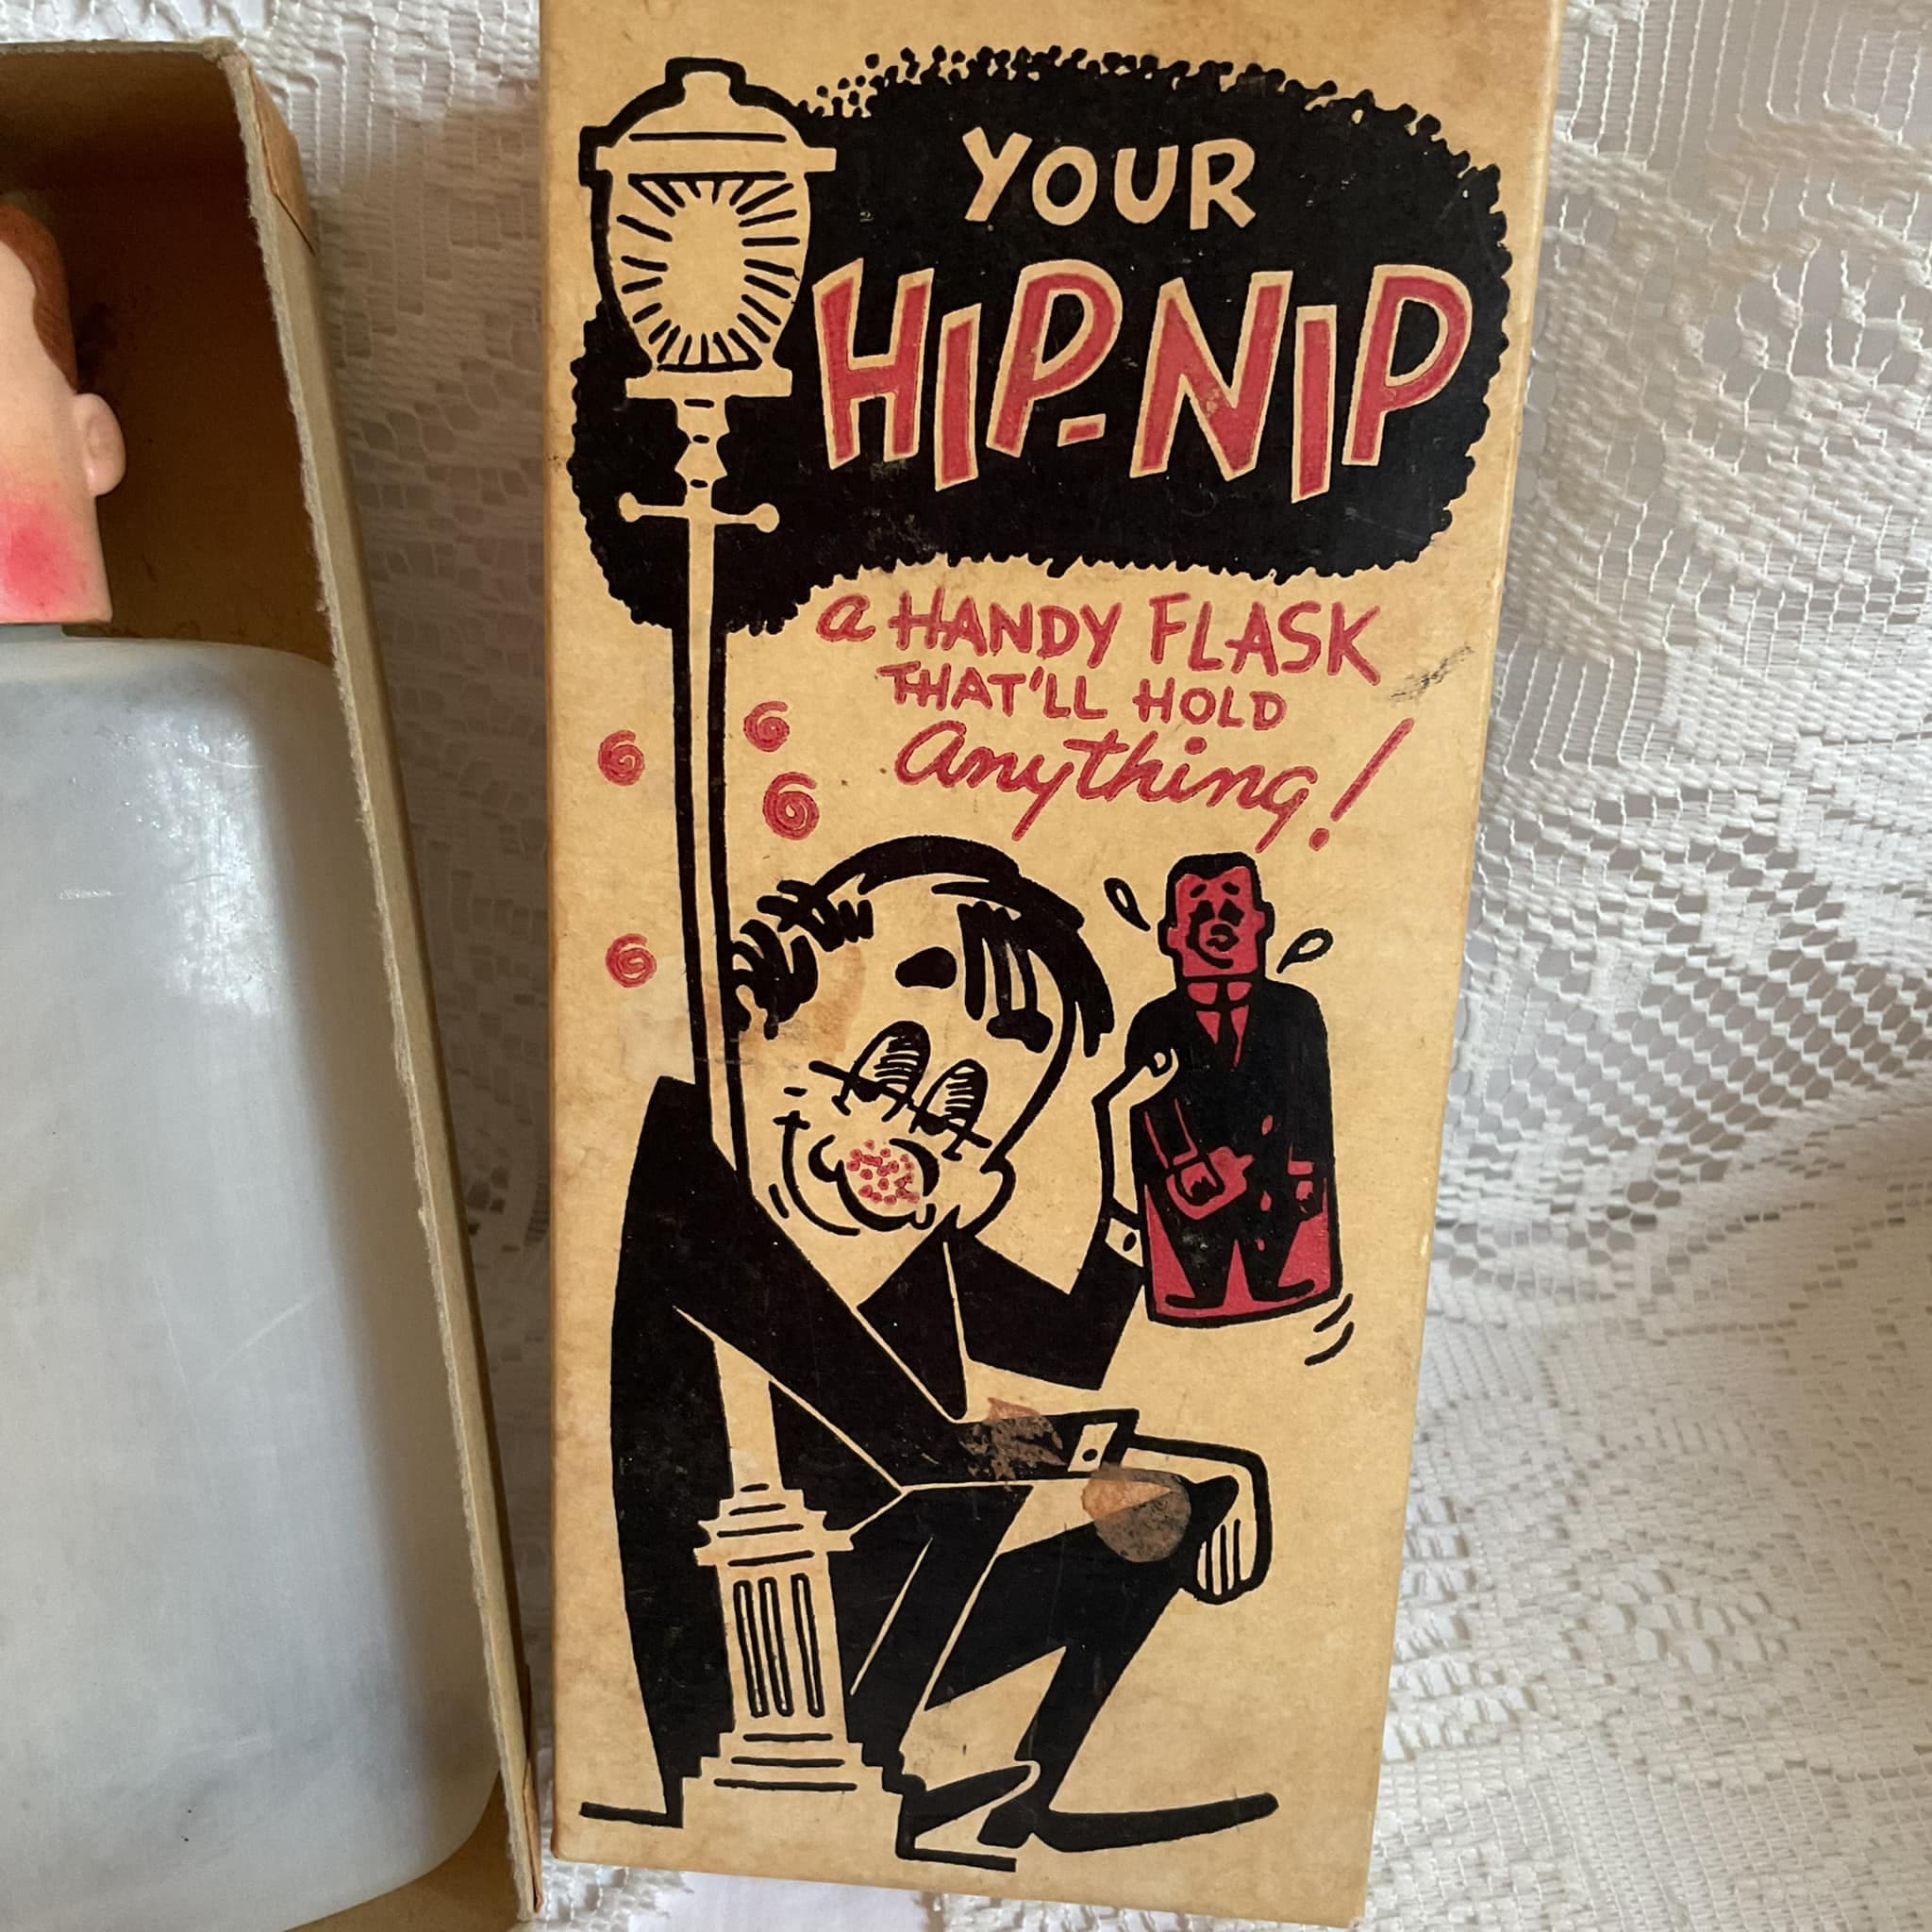 YOUR
HIP-NIP
a HANDY FLASK
THAT'LL HOLD
Anything!